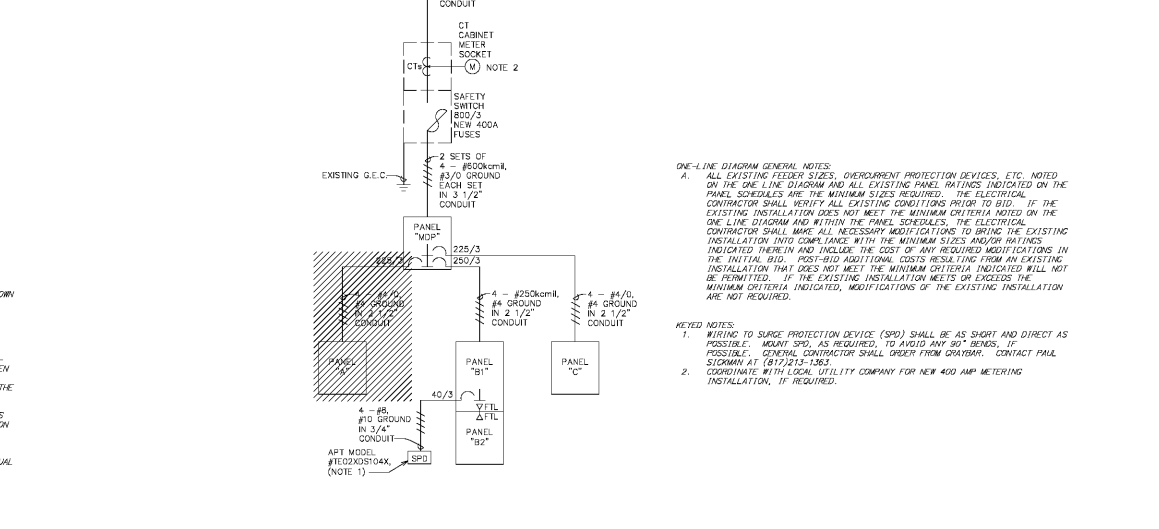 CONDUIT
CT
CABINET
METER
SOCKET
CTs
M
NOTE 2
SAFETY
SWITCH
800/3
NEW 400A
FUSES
2 SETS OF
4 - #600kcmil,
#3/0 GROUND
EACH SET
IN 3 1/2"
CONDUIT
EXISTING G.E.C.
PANEL
"MDP"
225/3
225/3
250/3
4 - #4/0,
#4 GROUND
IN 2 1/2"
CONDUIT
4 - #250kcmil,
#4 GROUND
IN 2 1/2"
CONDUIT
4 - #4/0,
#4 GROUND
IN 2 1/2"
CONDUIT
PANEL
"A"
PANEL
"B1"
PANEL
"C"
40/3
FTL
FTL
PANEL
"B2"
4 -#8,
#10 GROUND
IN 3/4"
CONDUIT
APT MODEL
#TE02XDS104X,
(NOTE 1)
SPD
ONE-LINE DIAGRAM GENERAL NOTES:
A. ALL EXISTING FEEDER SIZES, OVERCURRENT PROTECTION DEVICES, ETC. NOTED
ON THE ONE LINE DIAGRAM AND ALL EXISTING PANEL RATINGS INDICATED ON THE
PANEL SCHEDULES ARE THE MINIMUM SIZES REQUIRED. THE ELECTRICAL
CONTRACTOR SHALL VERIFY ALL EXISTING CONDITIONS PRIOR TO BID. IF THE
EXISTING INSTALLATION DOES NOT MEET THE MINIMUM CRITERIA NOTED ON THE
ONE LINE DIAGRAM AND WITHIN THE PANEL SCHEDULES, THE ELECTRICAL
CONTRACTOR SHALL MAKE ALL NECESSARY MODIFICATIONS TO BRING THE EXISTING
INSTALLATION INTO COMPLIANCE WITH THE MINIMUM SIZES AND/OR RATINGS
INDICATED THEREIN AND INCLUDE THE COST OF ANY REQUIRED MODIFICATIONS IN
THE INITIAL BID. POST-BID ADDITIONAL COSTS RESULTING FROM AN EXISTING
INSTALLATION THAT DOES NOT MEET THE MINIMUM CRITERIA INDICATED WILL NOT
BE PERMITTED. IF THE EXISTING INSTALLATION MEETS OR EXCEEDS THE
MINIMUM CRITERIA INDICATED, MODIFICATIONS OF THE EXISTING INSTALLATION
ARE NOT REQUIRED.
KEYED NOTES:
1. WIRING TO SURGE PROTECTION DEVICE (SPD) SHALL BE AS SHORT AND DIRECT AS
POSSIBLE. MOUNT SPD, AS REQUIRED, TO AVOID ANY 90° BENDS, IF
POSSIBLE. GENERAL CONTRACTOR SHALL ORDER FROM GRAYBAR. CONTACT PAUL
SICKMAN AT (817)213-1363.
2. COORDINATE WITH LOCAL UTILITY COMPANY FOR NEW 400 AMP METERING
INSTALLATION, IF REQUIRED.
THE